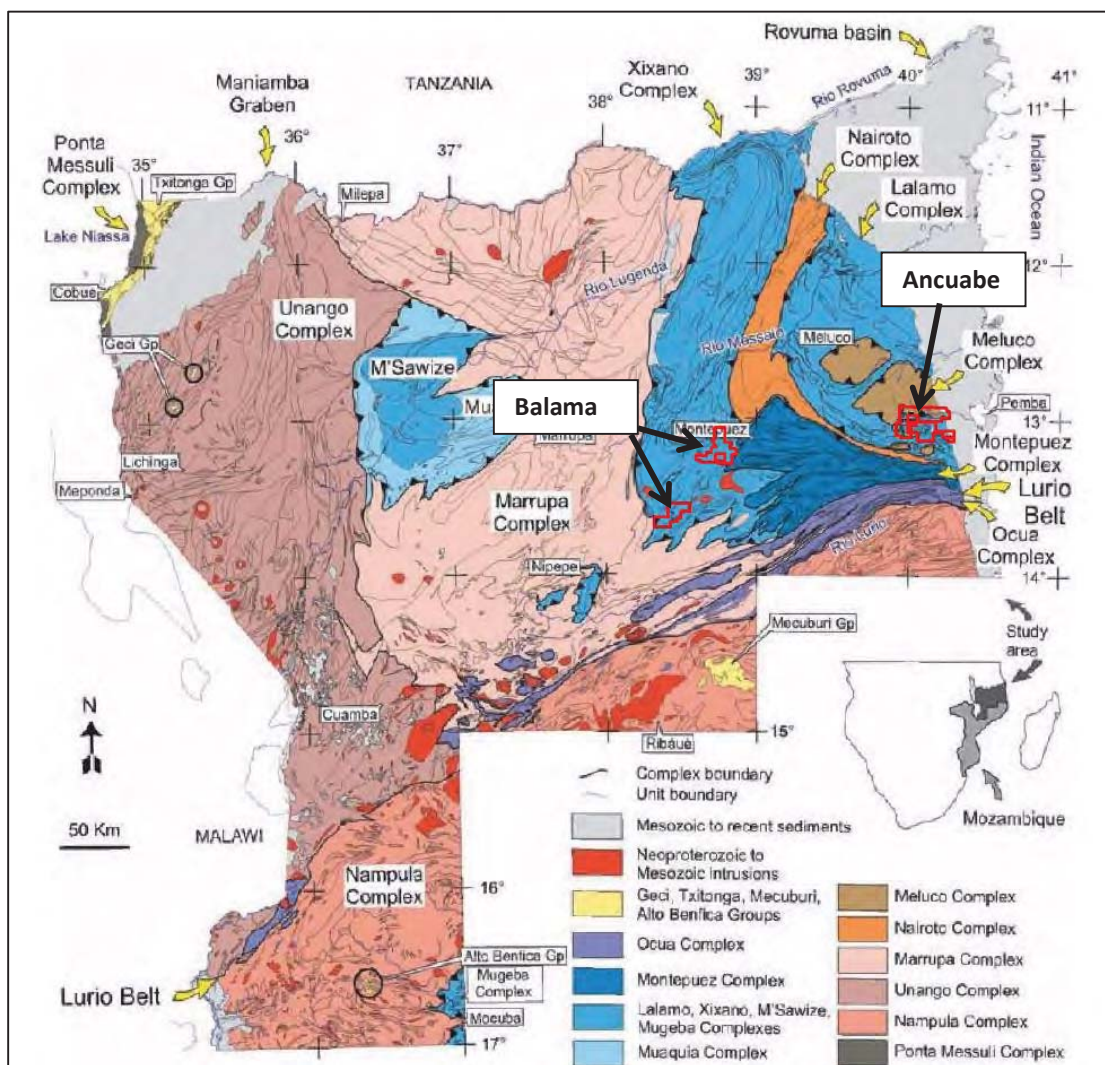 Rovuma basin
Xixano
Complex
TANZANIA
Maniamba
Graben
Ponta
Messuli
Complex
35°
36°
37°
38°
39°
40°
41°
11°
Rio Rovuma
Indian Ocean
Nairoto
Complex
Lalamo
Complex
Txitonga Gp
Milepa
Lake Niassa
12°
Rio Lugenda
Ancuabe
Cobue
Unango
Complex
Geci Gp
M'Sawize
Rio Messalo
Meluco
Meluco
Complex
Balama
Pemba
13°
Montepuez
Marrupa
Montepuez
Complex
Lichinga
Meponda
Marrupa
Complex
Lurio
Belt
Rio Lurio
Ocua
Complex
Nipepe
14°
Mecuburi Gp
Study
area
N
Cuamba
15°
Ribáuè
Mozambique
50 Km
MALAWI
Nampula
Complex
16°
Alto Benfica Gp
Mugeba
Complex
Lurio Belt
Mocuba
17°
Complex boundary
Unit boundary
Mesozoic to recent sediments
Neoproterozoic to
Mesozoic intrusions
Geci, Txitonga, Mecuburi,
Alto Benfica Groups
Ocua Complex
Montepuez Complex
Lalamo, Xixano, M'Sawize,
Mugeba Complexes
Muaquia Complex
Meluco Complex
Nairoto Complex
Marrupa Complex
Unango Complex
Nampula Complex
Ponta Messuli Complex